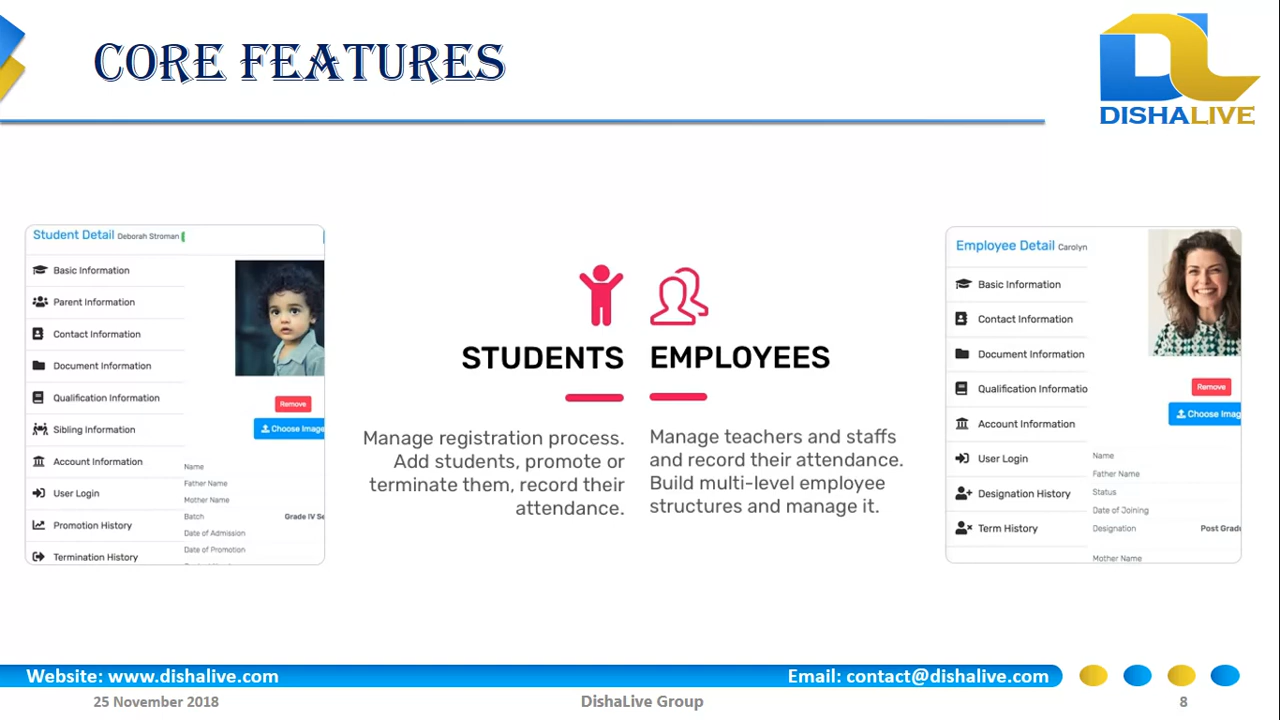 CORE FEATURES
DISHALIVE
Student Detail Deborah Stroman
Basic Information
Parent Information
Contact Information
Document Information
Qualification Information
Sibling Information
Account Information
User Login
Promotion History
Termination History
Remove
Choose Image
Name
Father Name
Mother Name
Batch Grade IV Se
Date of Admission
Date of Promotion
STUDENTS
Manage registration process.
Add students, promote or
terminate them, record their
attendance.
EMPLOYEES
Manage teachers and staffs
and record their attendance.
Build multi-level employee
structures and manage it.
Employee Detail Carolyn
Basic Information
Contact Information
Document Information
Qualification Informatio
Account Information
User Login
Designation History
Term History
Remove
Choose Imag
Name
Father Name
Status
Date of Joining
Designation Post Gradu
Mother Name
Website: www.dishalive.com
Email: contact@dishalive.com
25 November 2018
DishaLive Group
8